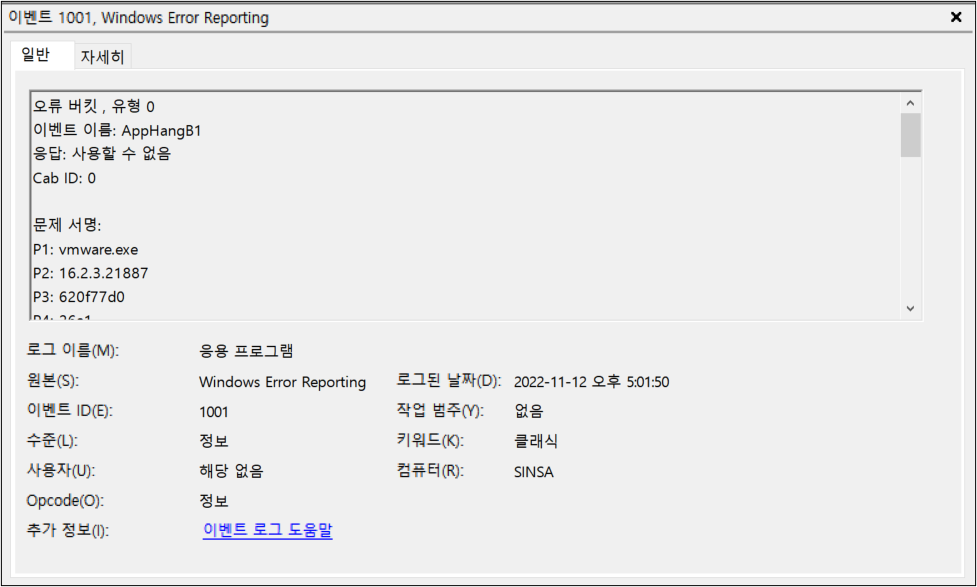 이벤트 1001, Windows Error Reporting
일반
자세히
오류 버킷 , 유형 0
이벤트 이름: AppHangB1
응답: 사용할 수 없음
Cab ID: 0
문제 서명:
P1: vmware.exe
P2: 16.2.3.21887
P3: 620f77d0
로그 이름(M): 응용 프로그램
원본(S): Windows Error Reporting 로그된 날짜(D): 2022-11-12 오후 5:01:50
이벤트 ID(E): 1001 작업 범주(Y): 없음
수준(L): 정보 키워드(K): 클래식
사용자(U): 해당 없음 컴퓨터(R): SINSA
Opcode(O): 정보
추가 정보(I): 이벤트 로그 도움말